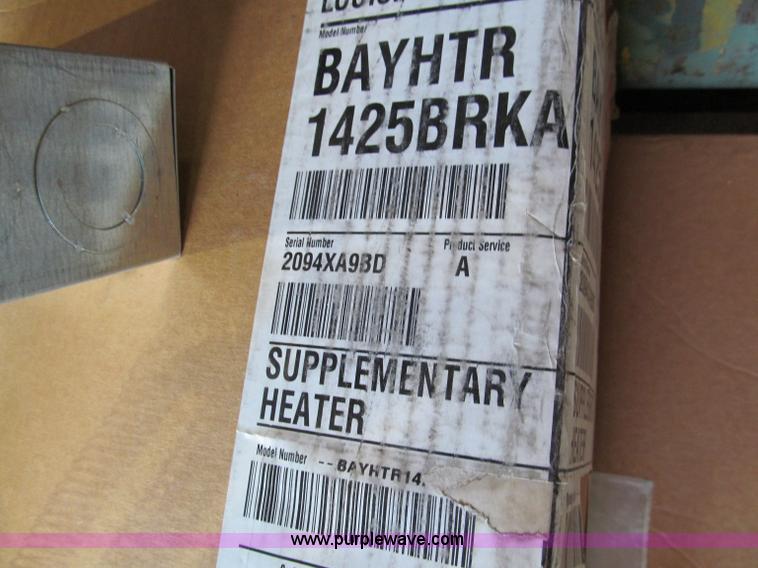 Model Number
BAYHTR
1425BRKA
Serial Number Product Service
2094XA9BD A
SUPPLEMENTARY
HEATER
Model Number -- BAYHTR14
www.purplewave.com